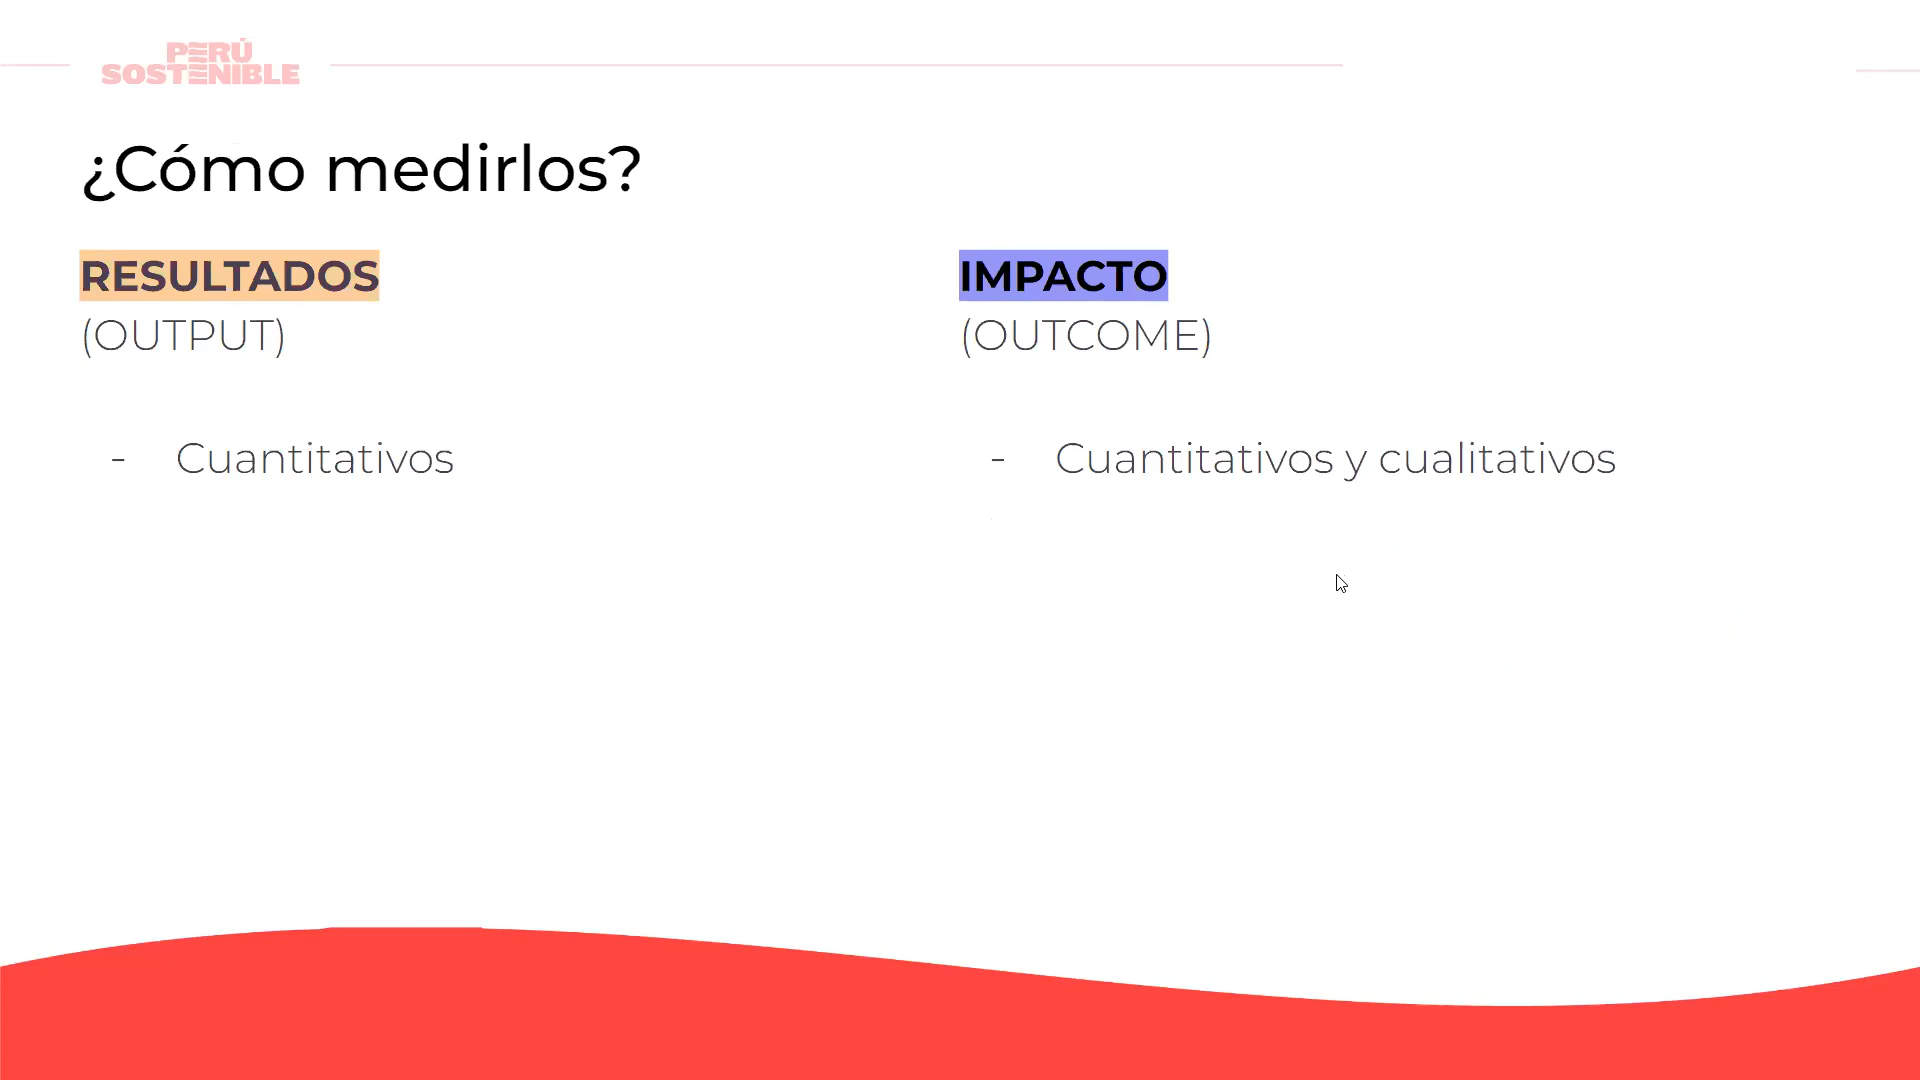 PERÚ
SOSTENIBLE
¿Cómo medirlos?
RESULTADOS
(OUTPUT)
- Cuantitativos
IMPACTO
(OUTCOME)
- Cuantitativos y cualitativos